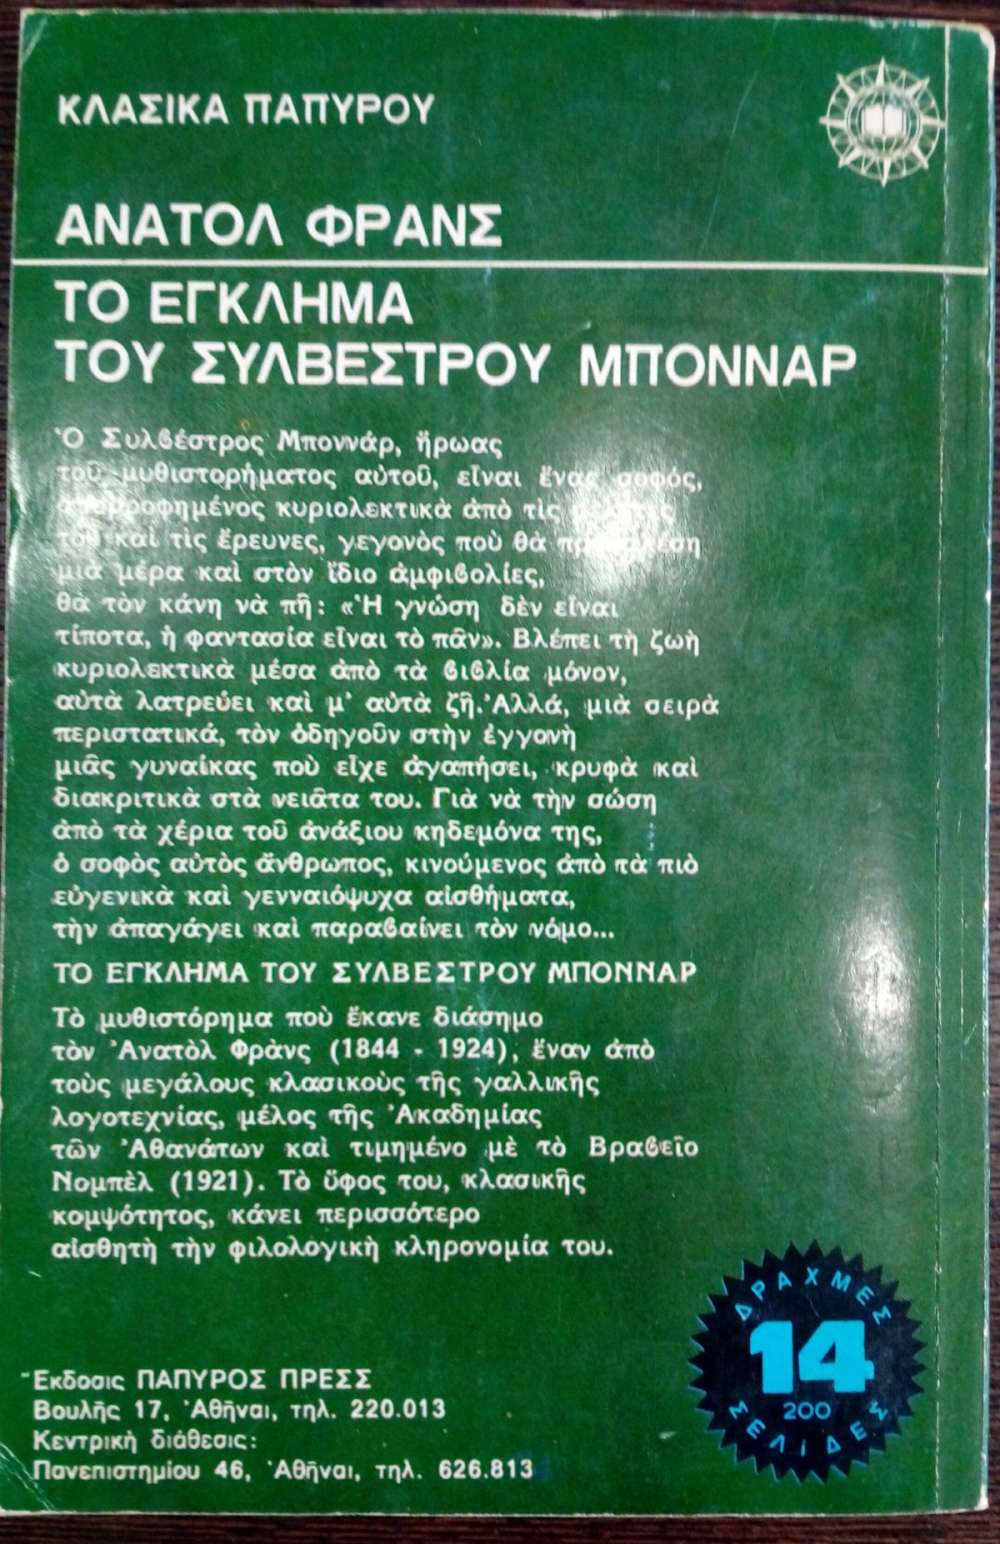 ΚΛΑΣΙΚΑ ΠΑΠΥΡΟΥ
ΑΝΑΤΟΛ ΦΡΑΝΣ
ΤΟ ΕΓΚΛΗΜΑ
ΤΟΥ ΣΥΛΒΕΣΤΡΟΥ ΜΠΟΝΝΑΡ
Ὁ Συλβέστρος Μποννάρ, ἥρωας
τοῦ μυθιστορήματος αὐτοῦ, εἶναι ἕνας σοφός,
κυριολεκτικὰ ἀπὸ τὶς
του καὶ τὶς ἔρευνες, γεγονὸς ποὺ θὰ
μιὰ μέρα καὶ στὸν ἴδιο ἀμφιβολίες,
θὰ τὸν κάνη νὰ πῆ: «Ἡ γνώση δὲν εἶναι
τίποτα, ἡ φαντασία εἶναι τὸ πᾶν». Βλέπει τὴ ζωὴ
κυριολεκτικὰ μέσα ἀπὸ τὰ βιβλία μόνον,
αὐτὰ λατρεύει καὶ μ' αὐτὰ ζῆ. Ἀλλά, μιὰ σειρὰ
περιστατικά, τὸν ὁδηγοῦν στὴν ἐγγονὴ
μιᾶς γυναίκας ποὺ εἶχε ἀγαπήσει, κρυφὰ καὶ
διακριτικὰ στὰ νειᾶτα του. Γιὰ νὰ τὴν σώση
ἀπὸ τὰ χέρια τοῦ ἀνάξιου κηδεμόνα της,
ὁ σοφὸς αὐτὸς ἄνθρωπος, κινούμενος ἀπὸ τὰ πιὸ
εὐγενικὰ καὶ γενναιόψυχα αἰσθήματα,
τὴν ἀπαγάγει καὶ παραβαίνει τὸν νόμο...
ΤΟ ΕΓΚΛΗΜΑ ΤΟΥ ΣΥΛΒΕΣΤΡΟΥ ΜΠΟΝΝΑΡ
Τὸ μυθιστόρημα ποὺ ἔκανε διάσημο
τὸν Ἀνατὸλ Φρὰνς (1844 - 1924), ἕναν ἀπὸ
τοὺς μεγάλους κλασικοὺς τῆς γαλλικῆς
λογοτεχνίας, μέλος τῆς Ἀκαδημίας
τῶν Ἀθανάτων καὶ τιμημένο μὲ τὸ Βραβεῖο
Νομπὲλ (1921). Τὸ ὕφος του, κλασικῆς
κομψότητος, κάνει περισσότερο
αἰσθητὴ τὴν φιλολογικὴ κληρονομία του.
ΔΡΑΧΜΕΣ
14
200
ΣΕΛΙΔΕΣ
Ἔκδοσις ΠΑΠΥΡΟΣ ΠΡΕΣΣ
Βουλῆς 17, Ἀθῆναι, τηλ. 220.013
Κεντρικὴ διάθεσις:
Πανεπιστημίου 46, Ἀθῆναι, τηλ. 626.813